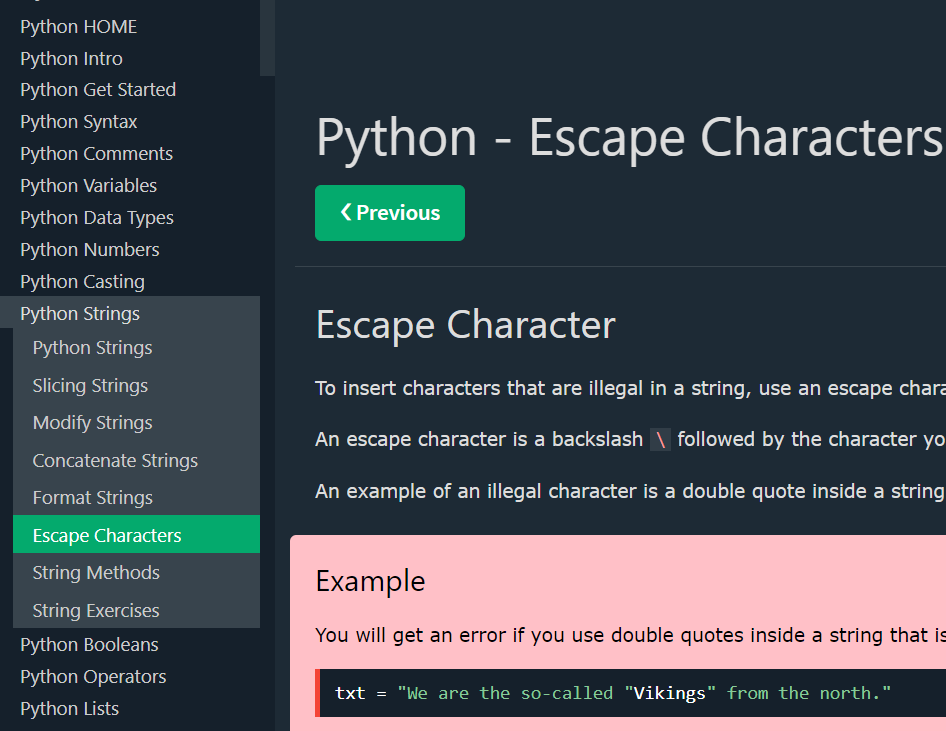 Python HOME
Python Intro
Python Get Started
Python Syntax
Python Comments
Python Variables
Python Data Types
Python Numbers
Python Casting
Python Strings
Python Strings
Slicing Strings
Modify Strings
Concatenate Strings
Format Strings
Escape Characters
String Methods
String Exercises
Python Booleans
Python Operators
Python Lists
Python - Escape Characters
❮ Previous
Escape Character
To insert characters that are illegal in a string, use an escape chara
An escape character is a backslash \ followed by the character yo
An example of an illegal character is a double quote inside a string
Example
You will get an error if you use double quotes inside a string that is
txt = "We are the so-called "Vikings" from the north."